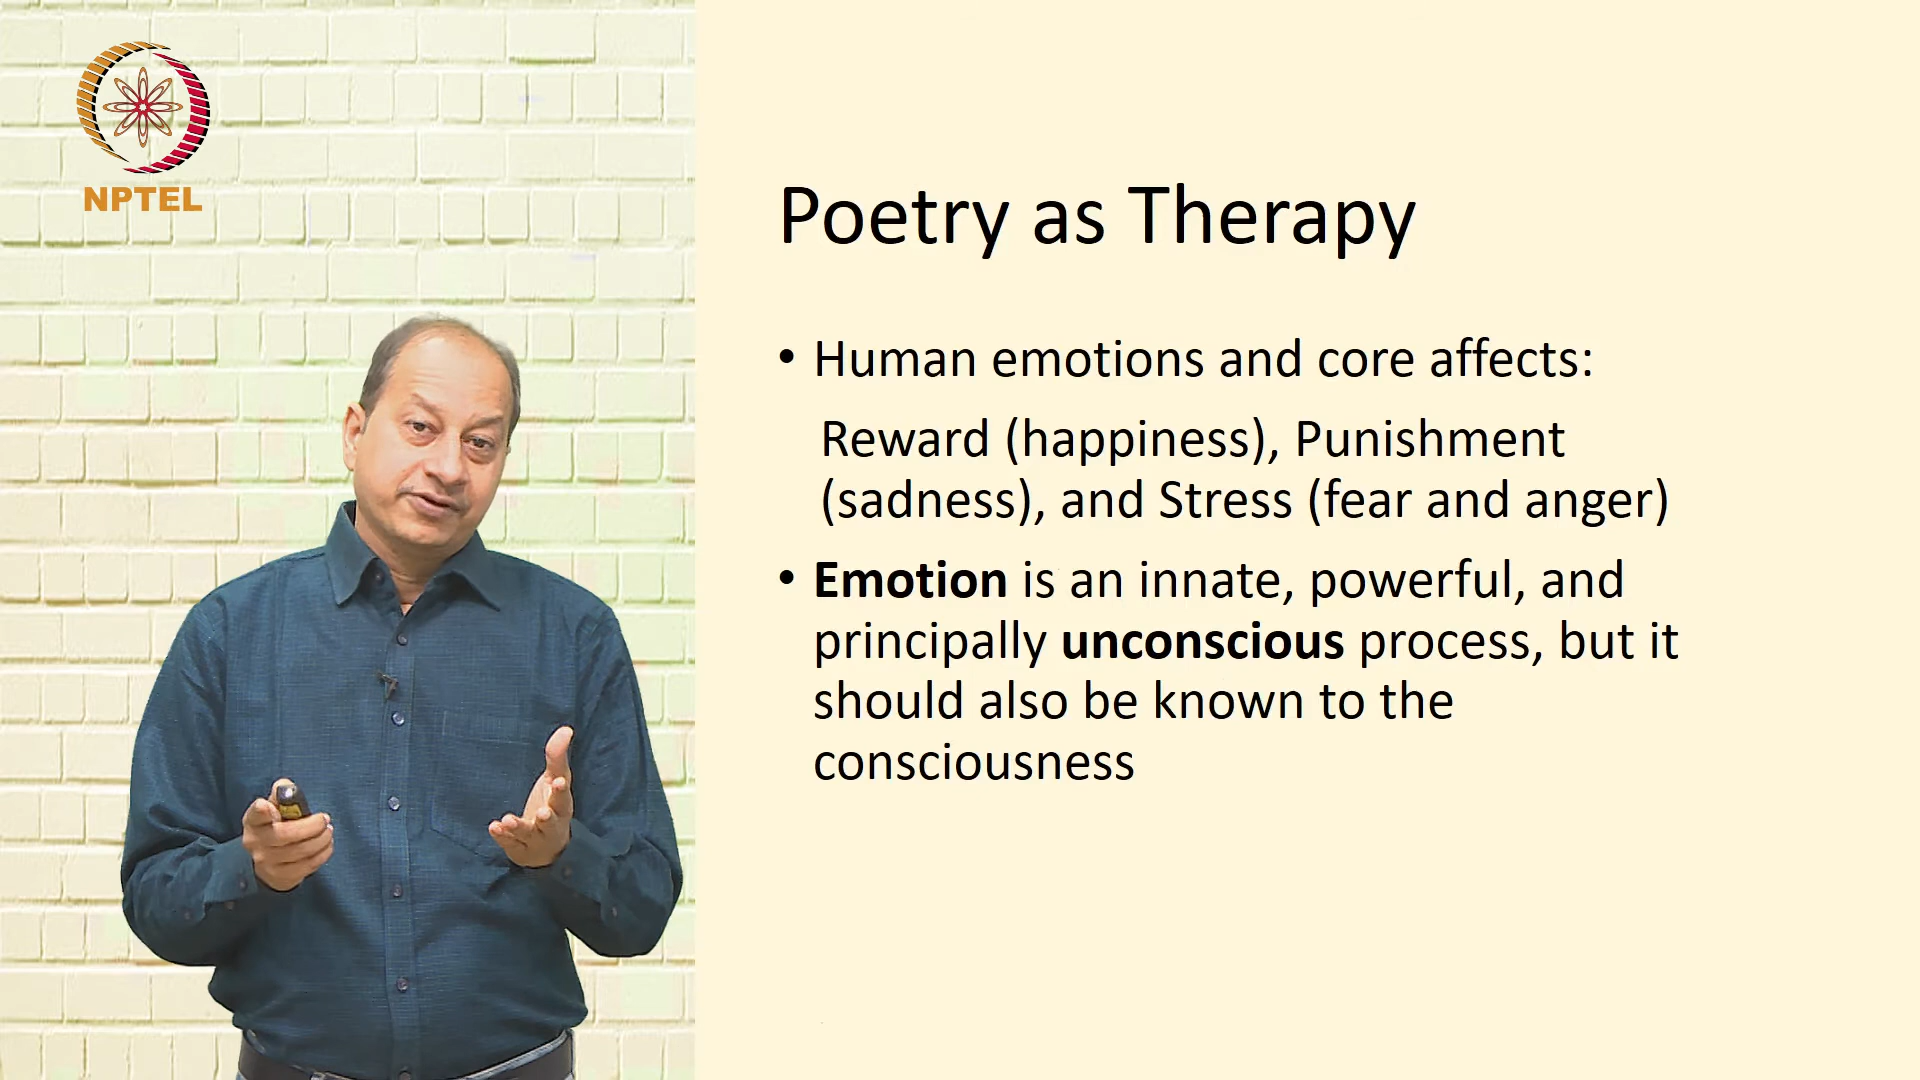 NPTEL
Poetry as Therapy
• Human emotions and core affects:
Reward (happiness), Punishment
(sadness), and Stress (fear and anger)
• Emotion is an innate, powerful, and
principally unconscious process, but it
should also be known to the
consciousness